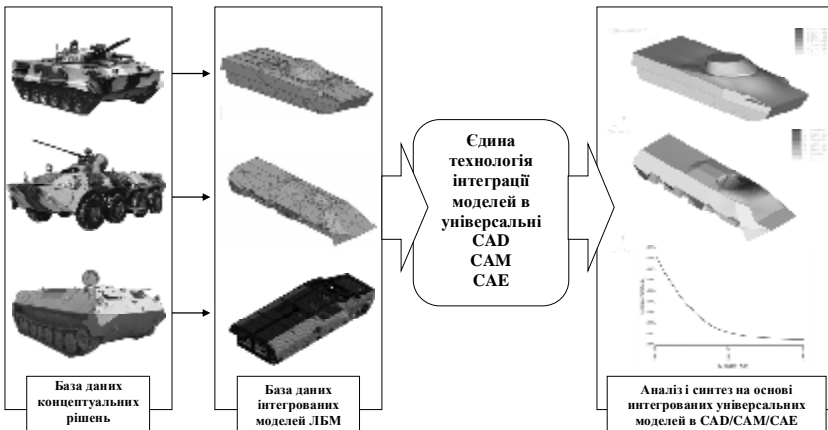 Єдина
технологія
інтеграції
моделей в
універсальні
CAD
CAM
CAE
База даних
концептуальних
рішень
База даних
інтегрованих
моделей ЛБМ
Аналіз і синтез на основі
интегрованих універсальних
моделей в CAD/CAM/CAE